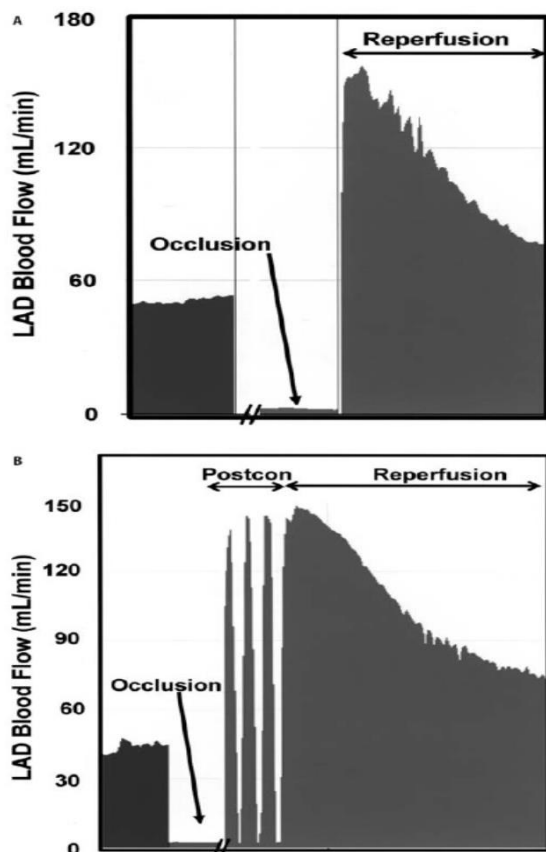 A
180
Reperfusion
120
Occlusion
60
0
LAD Blood Flow (mL/min)
B
Postcon
Reperfusion
150
120
90
Occlusion
60
30
0
LAD Blood Flow (mL/min)